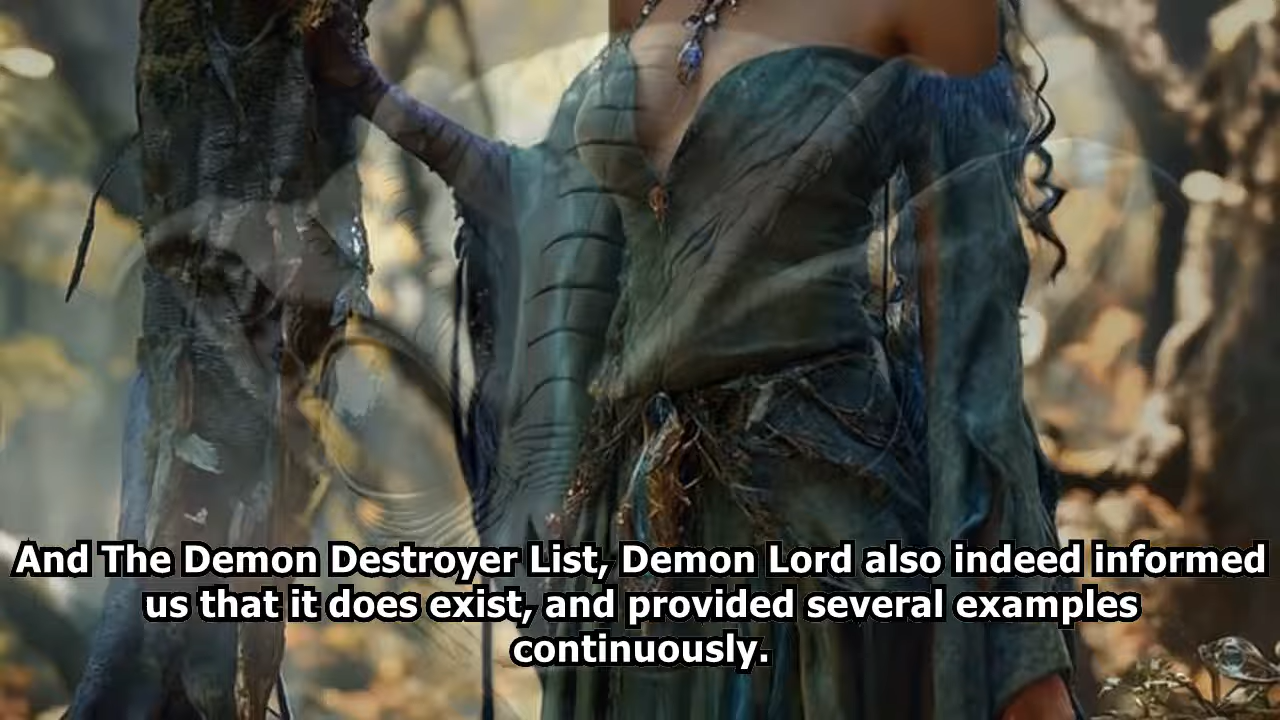 And The Demon Destroyer List, Demon Lord also indeed informed
us that it does exist, and provided several examples
continuously.